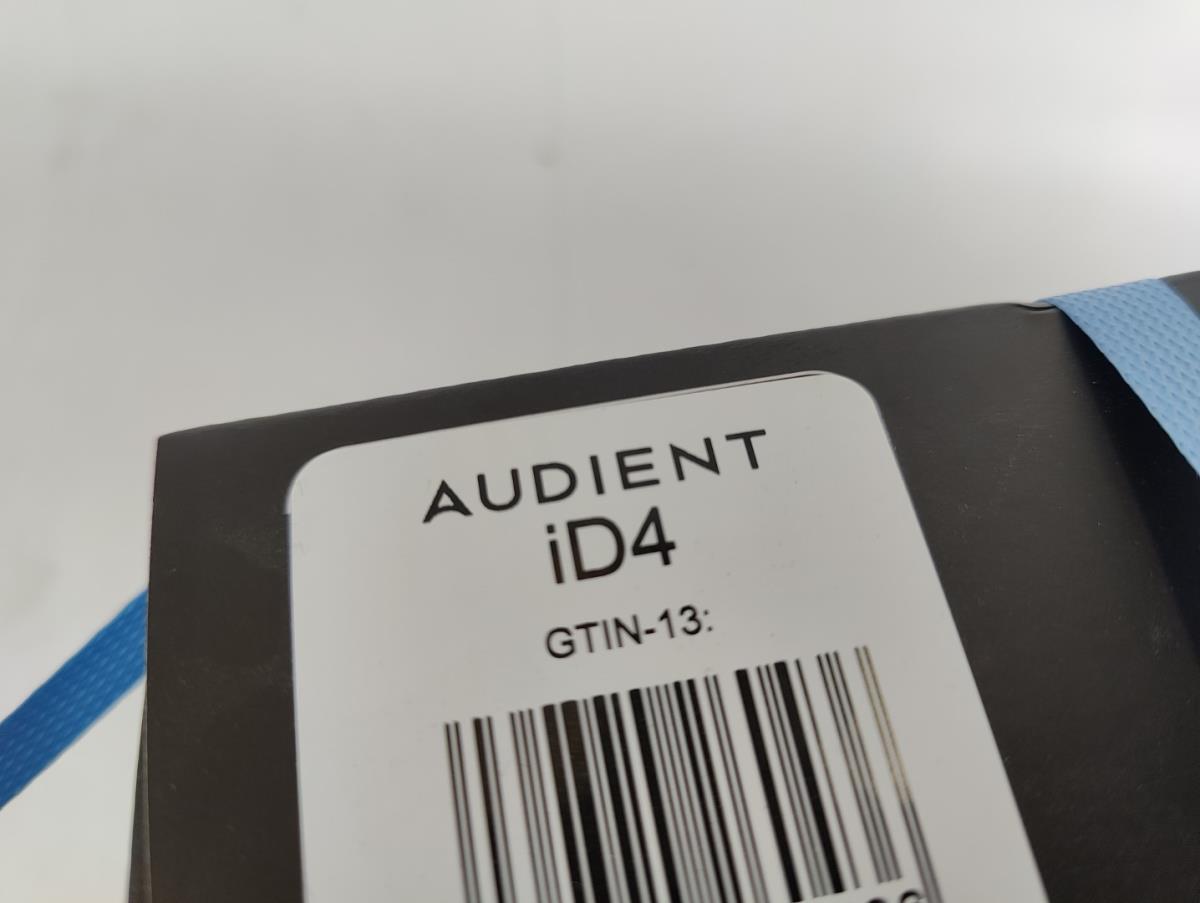 AUDIENT
iD4
GTIN-13: